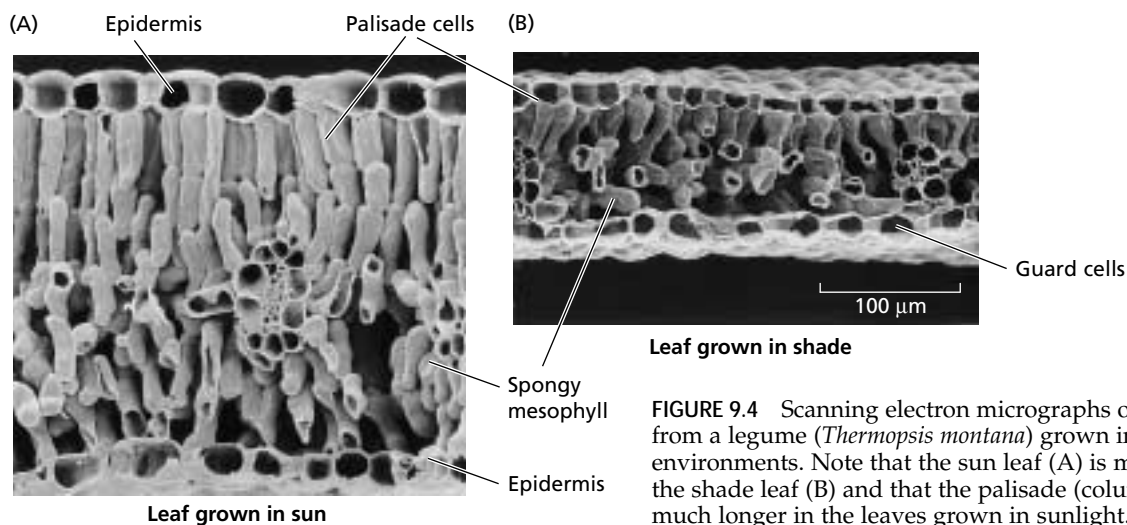 (A)
Epidermis
Palisade cells
(B)
Guard cells
100 µm
Leaf grown in shade
Spongy
mesophyll
Epidermis
Leaf grown in sun
FIGURE 9.4 Scanning electron micrographs o
from a legume (Thermopsis montana) grown in
environments. Note that the sun leaf (A) is m
the shade leaf (B) and that the palisade (colu
much longer in the leaves grown in sunlight.